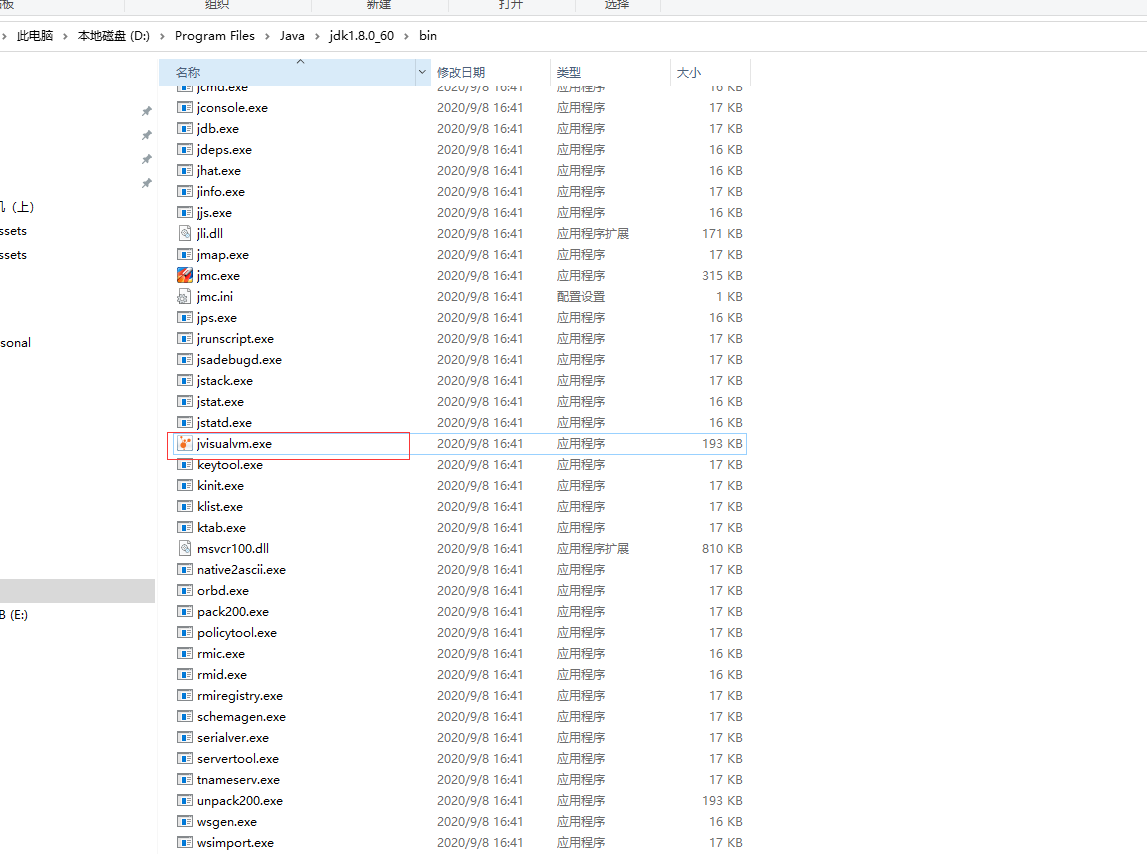 组织 新建 打开 选择
此电脑 › 本地磁盘 (D:) › Program Files › Java › jdk1.8.0_60 › bin
名称 修改日期 类型 大小
jcmd.exe 2020/9/8 16:41 应用程序 16 KB
jconsole.exe 2020/9/8 16:41 应用程序 17 KB
jdb.exe 2020/9/8 16:41 应用程序 17 KB
jdeps.exe 2020/9/8 16:41 应用程序 16 KB
jhat.exe 2020/9/8 16:41 应用程序 16 KB
jinfo.exe 2020/9/8 16:41 应用程序 17 KB
jjs.exe 2020/9/8 16:41 应用程序 16 KB
jli.dll 2020/9/8 16:41 应用程序扩展 171 KB
jmap.exe 2020/9/8 16:41 应用程序 17 KB
jmc.exe 2020/9/8 16:41 应用程序 315 KB
jmc.ini 2020/9/8 16:41 配置设置 1 KB
jps.exe 2020/9/8 16:41 应用程序 16 KB
jrunscript.exe 2020/9/8 16:41 应用程序 17 KB
jsadebugd.exe 2020/9/8 16:41 应用程序 17 KB
jstack.exe 2020/9/8 16:41 应用程序 17 KB
jstat.exe 2020/9/8 16:41 应用程序 16 KB
jstatd.exe 2020/9/8 16:41 应用程序 16 KB
jvisualvm.exe 2020/9/8 16:41 应用程序 193 KB
keytool.exe 2020/9/8 16:41 应用程序 17 KB
kinit.exe 2020/9/8 16:41 应用程序 17 KB
klist.exe 2020/9/8 16:41 应用程序 17 KB
ktab.exe 2020/9/8 16:41 应用程序 17 KB
msvcr100.dll 2020/9/8 16:41 应用程序扩展 810 KB
native2ascii.exe 2020/9/8 16:41 应用程序 17 KB
orbd.exe 2020/9/8 16:41 应用程序 17 KB
pack200.exe 2020/9/8 16:41 应用程序 17 KB
policytool.exe 2020/9/8 16:41 应用程序 17 KB
rmic.exe 2020/9/8 16:41 应用程序 16 KB
rmid.exe 2020/9/8 16:41 应用程序 16 KB
rmiregistry.exe 2020/9/8 16:41 应用程序 17 KB
schemagen.exe 2020/9/8 16:41 应用程序 17 KB
serialver.exe 2020/9/8 16:41 应用程序 17 KB
servertool.exe 2020/9/8 16:41 应用程序 17 KB
tnameserv.exe 2020/9/8 16:41 应用程序 17 KB
unpack200.exe 2020/9/8 16:41 应用程序 193 KB
wsgen.exe 2020/9/8 16:41 应用程序 16 KB
wsimport.exe 2020/9/8 16:41 应用程序 17 KB
(上)
ssets
ssets
sonal
B (E:)